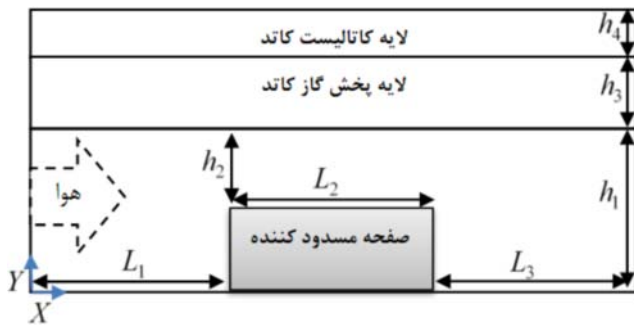 لایه کاتالیست کاتد
h₄
لایه پخش گاز کاتد
h₃
هوا
h₂
L₂
h₁
صفحه مسدود کننده
L₁
L₃
Y
X